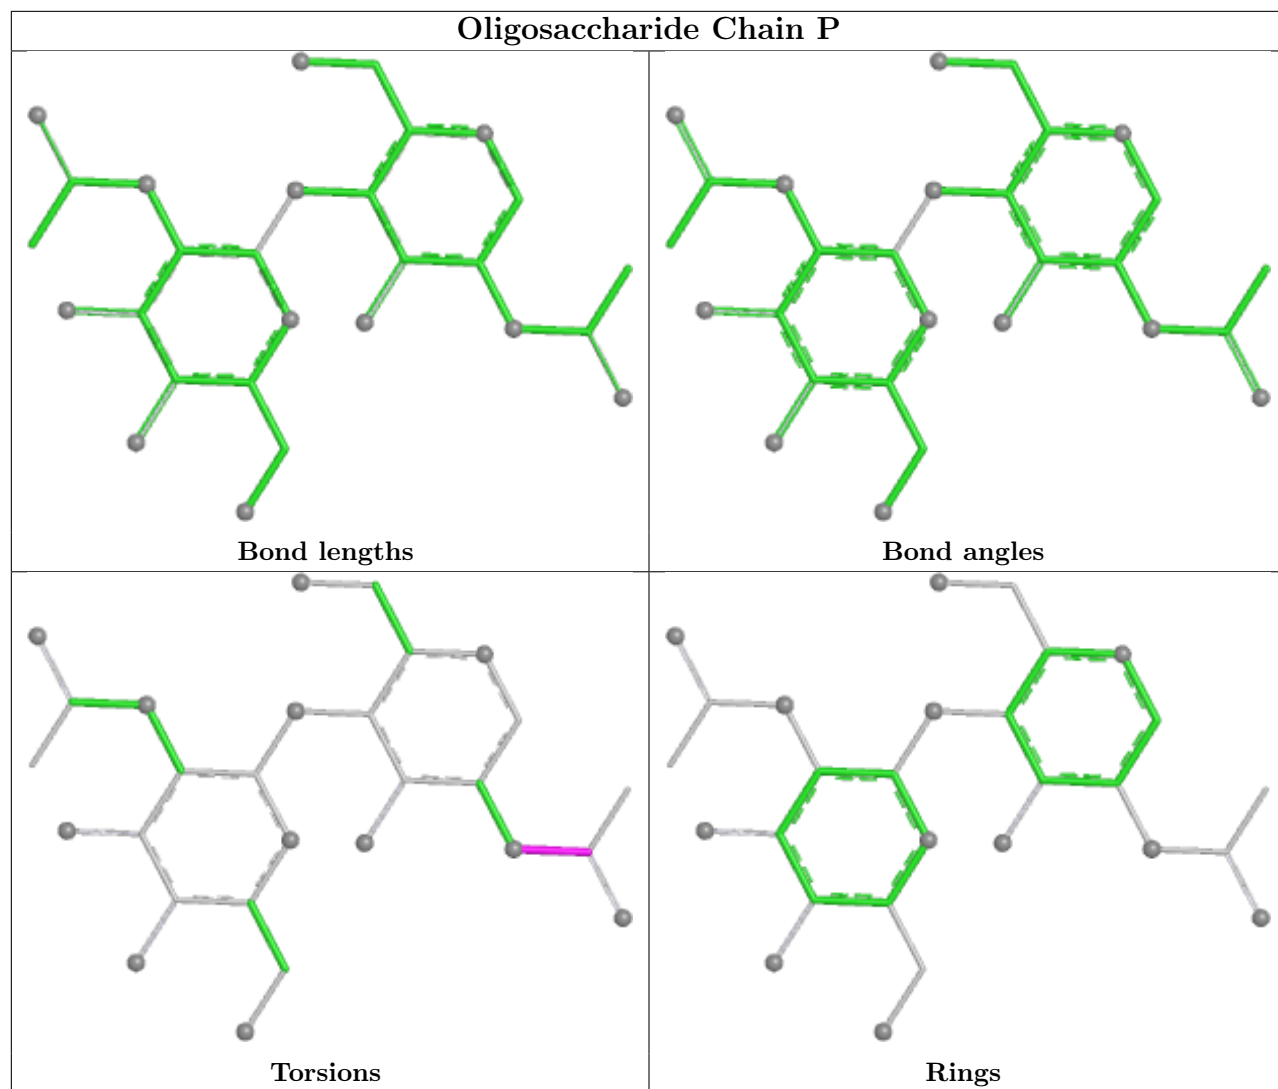 Oligosaccharide Chain P
Bond lengths
Bond angles
Torsions
Rings